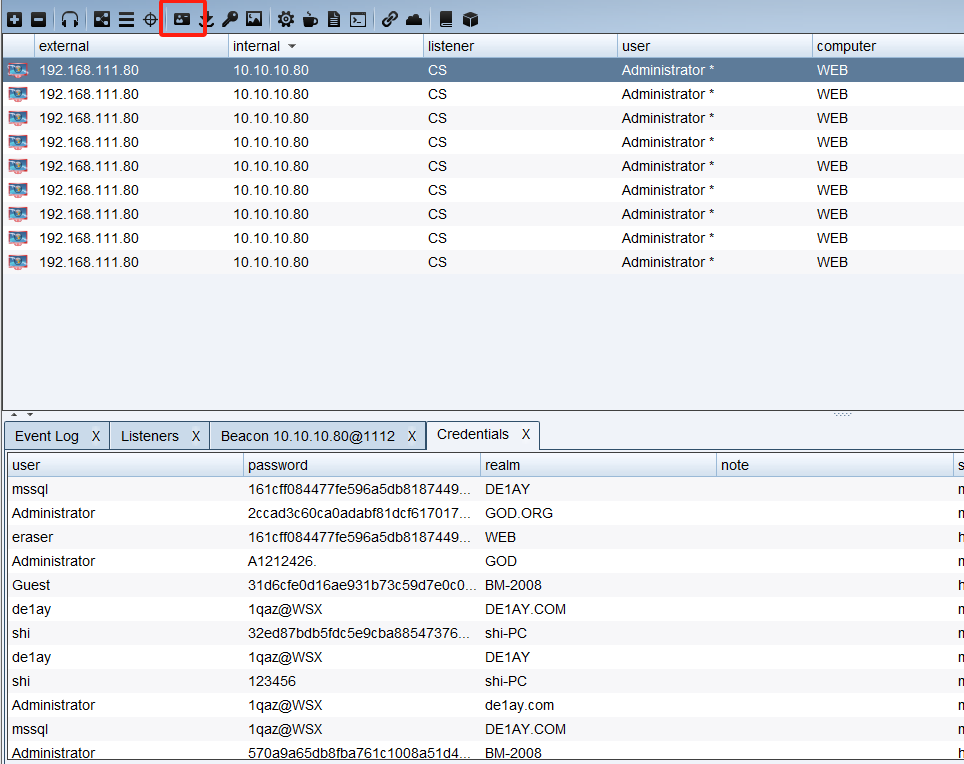 external internal listener user computer
192.168.111.80 10.10.10.80 CS Administrator * WEB
192.168.111.80 10.10.10.80 CS Administrator * WEB
192.168.111.80 10.10.10.80 CS Administrator * WEB
192.168.111.80 10.10.10.80 CS Administrator * WEB
192.168.111.80 10.10.10.80 CS Administrator * WEB
192.168.111.80 10.10.10.80 CS Administrator * WEB
192.168.111.80 10.10.10.80 CS Administrator * WEB
192.168.111.80 10.10.10.80 CS Administrator * WEB
192.168.111.80 10.10.10.80 CS Administrator * WEB
Event Log X Listeners X Beacon 10.10.10.80@1112 X Credentials X
user password realm note
mssql 161cff084477fe596a5db8187449... DE1AY
Administrator 2ccad3c60ca0adabf81dcf617017... GOD.ORG
eraser 161cff084477fe596a5db8187449... WEB
Administrator A1212426. GOD
Guest 31d6cfe0d16ae931b73c59d7e0c0... BM-2008
de1ay 1qaz@WSX DE1AY.COM
shi 32ed87bdb5fdc5e9cba88547376... shi-PC
de1ay 1qaz@WSX DE1AY
shi 123456 shi-PC
Administrator 1qaz@WSX de1ay.com
mssql 1qaz@WSX DE1AY.COM
Administrator 570a9a65db8fba761c1008a51d4... BM-2008